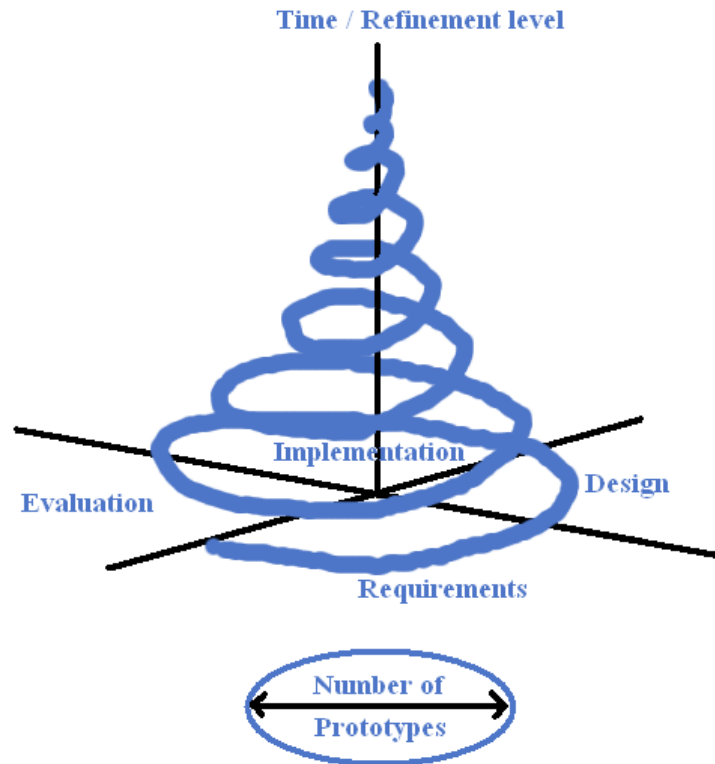 Time / Refinement level
Implementation
Evaluation
Design
Requirements
Number of
Prototypes